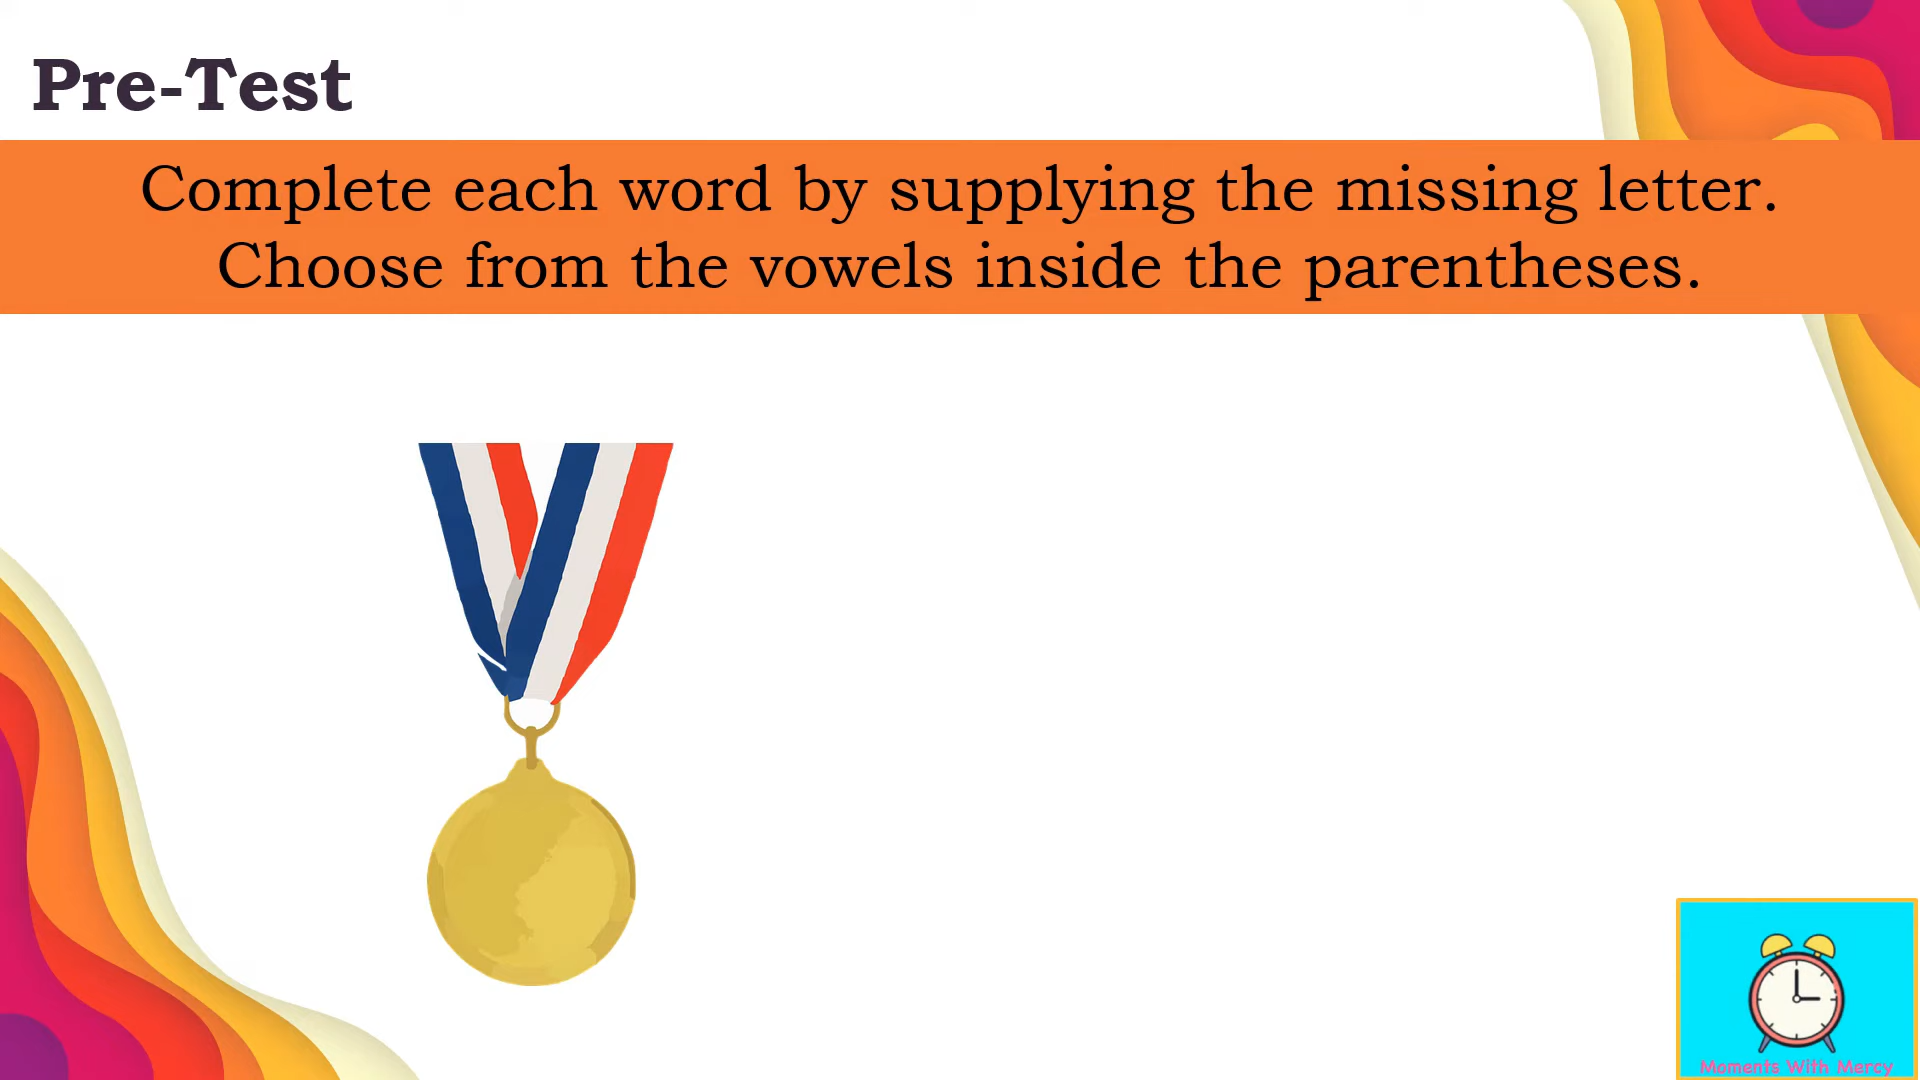 Pre-Test
Complete each word by supplying the missing letter.
Choose from the vowels inside the parentheses.
Moments With Mercy